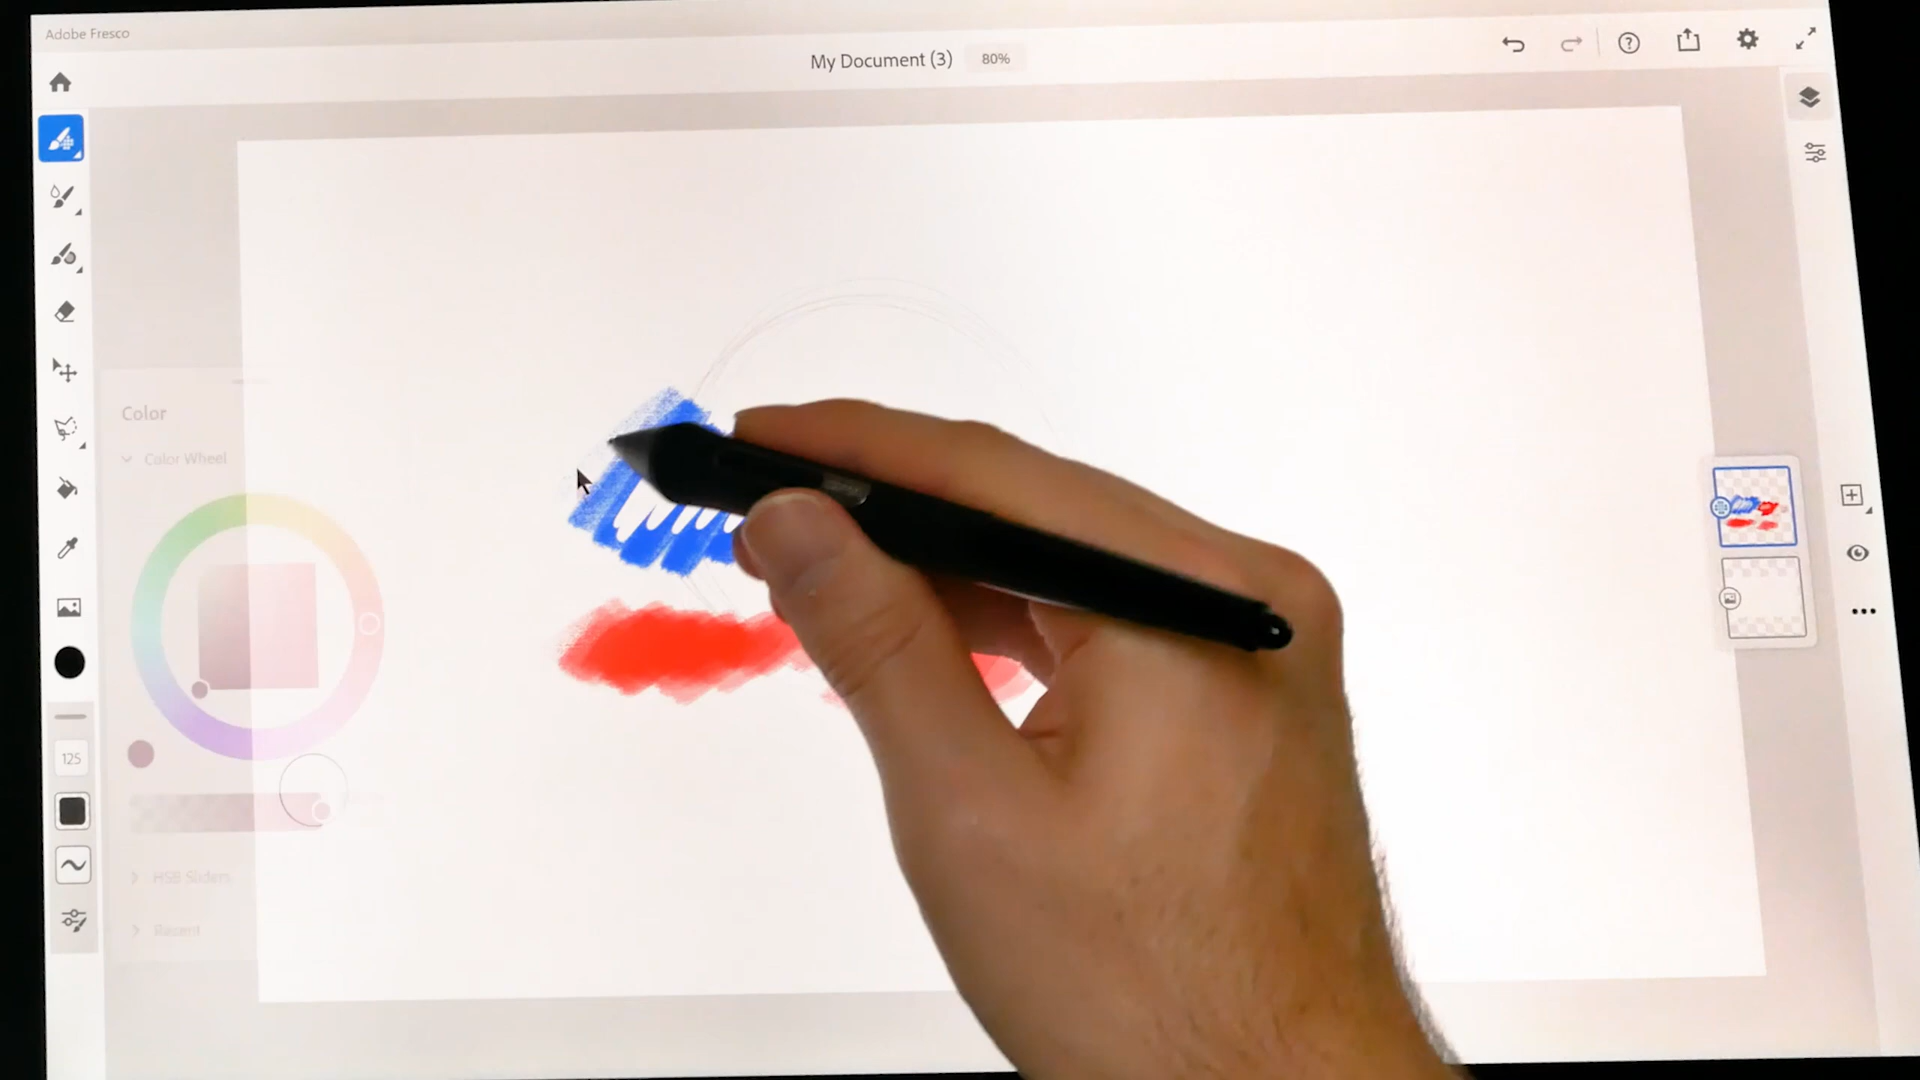 Adobe Fresco
My Document (3) 80%
Color
Color Wheel
125
HSB Sliders
Recent